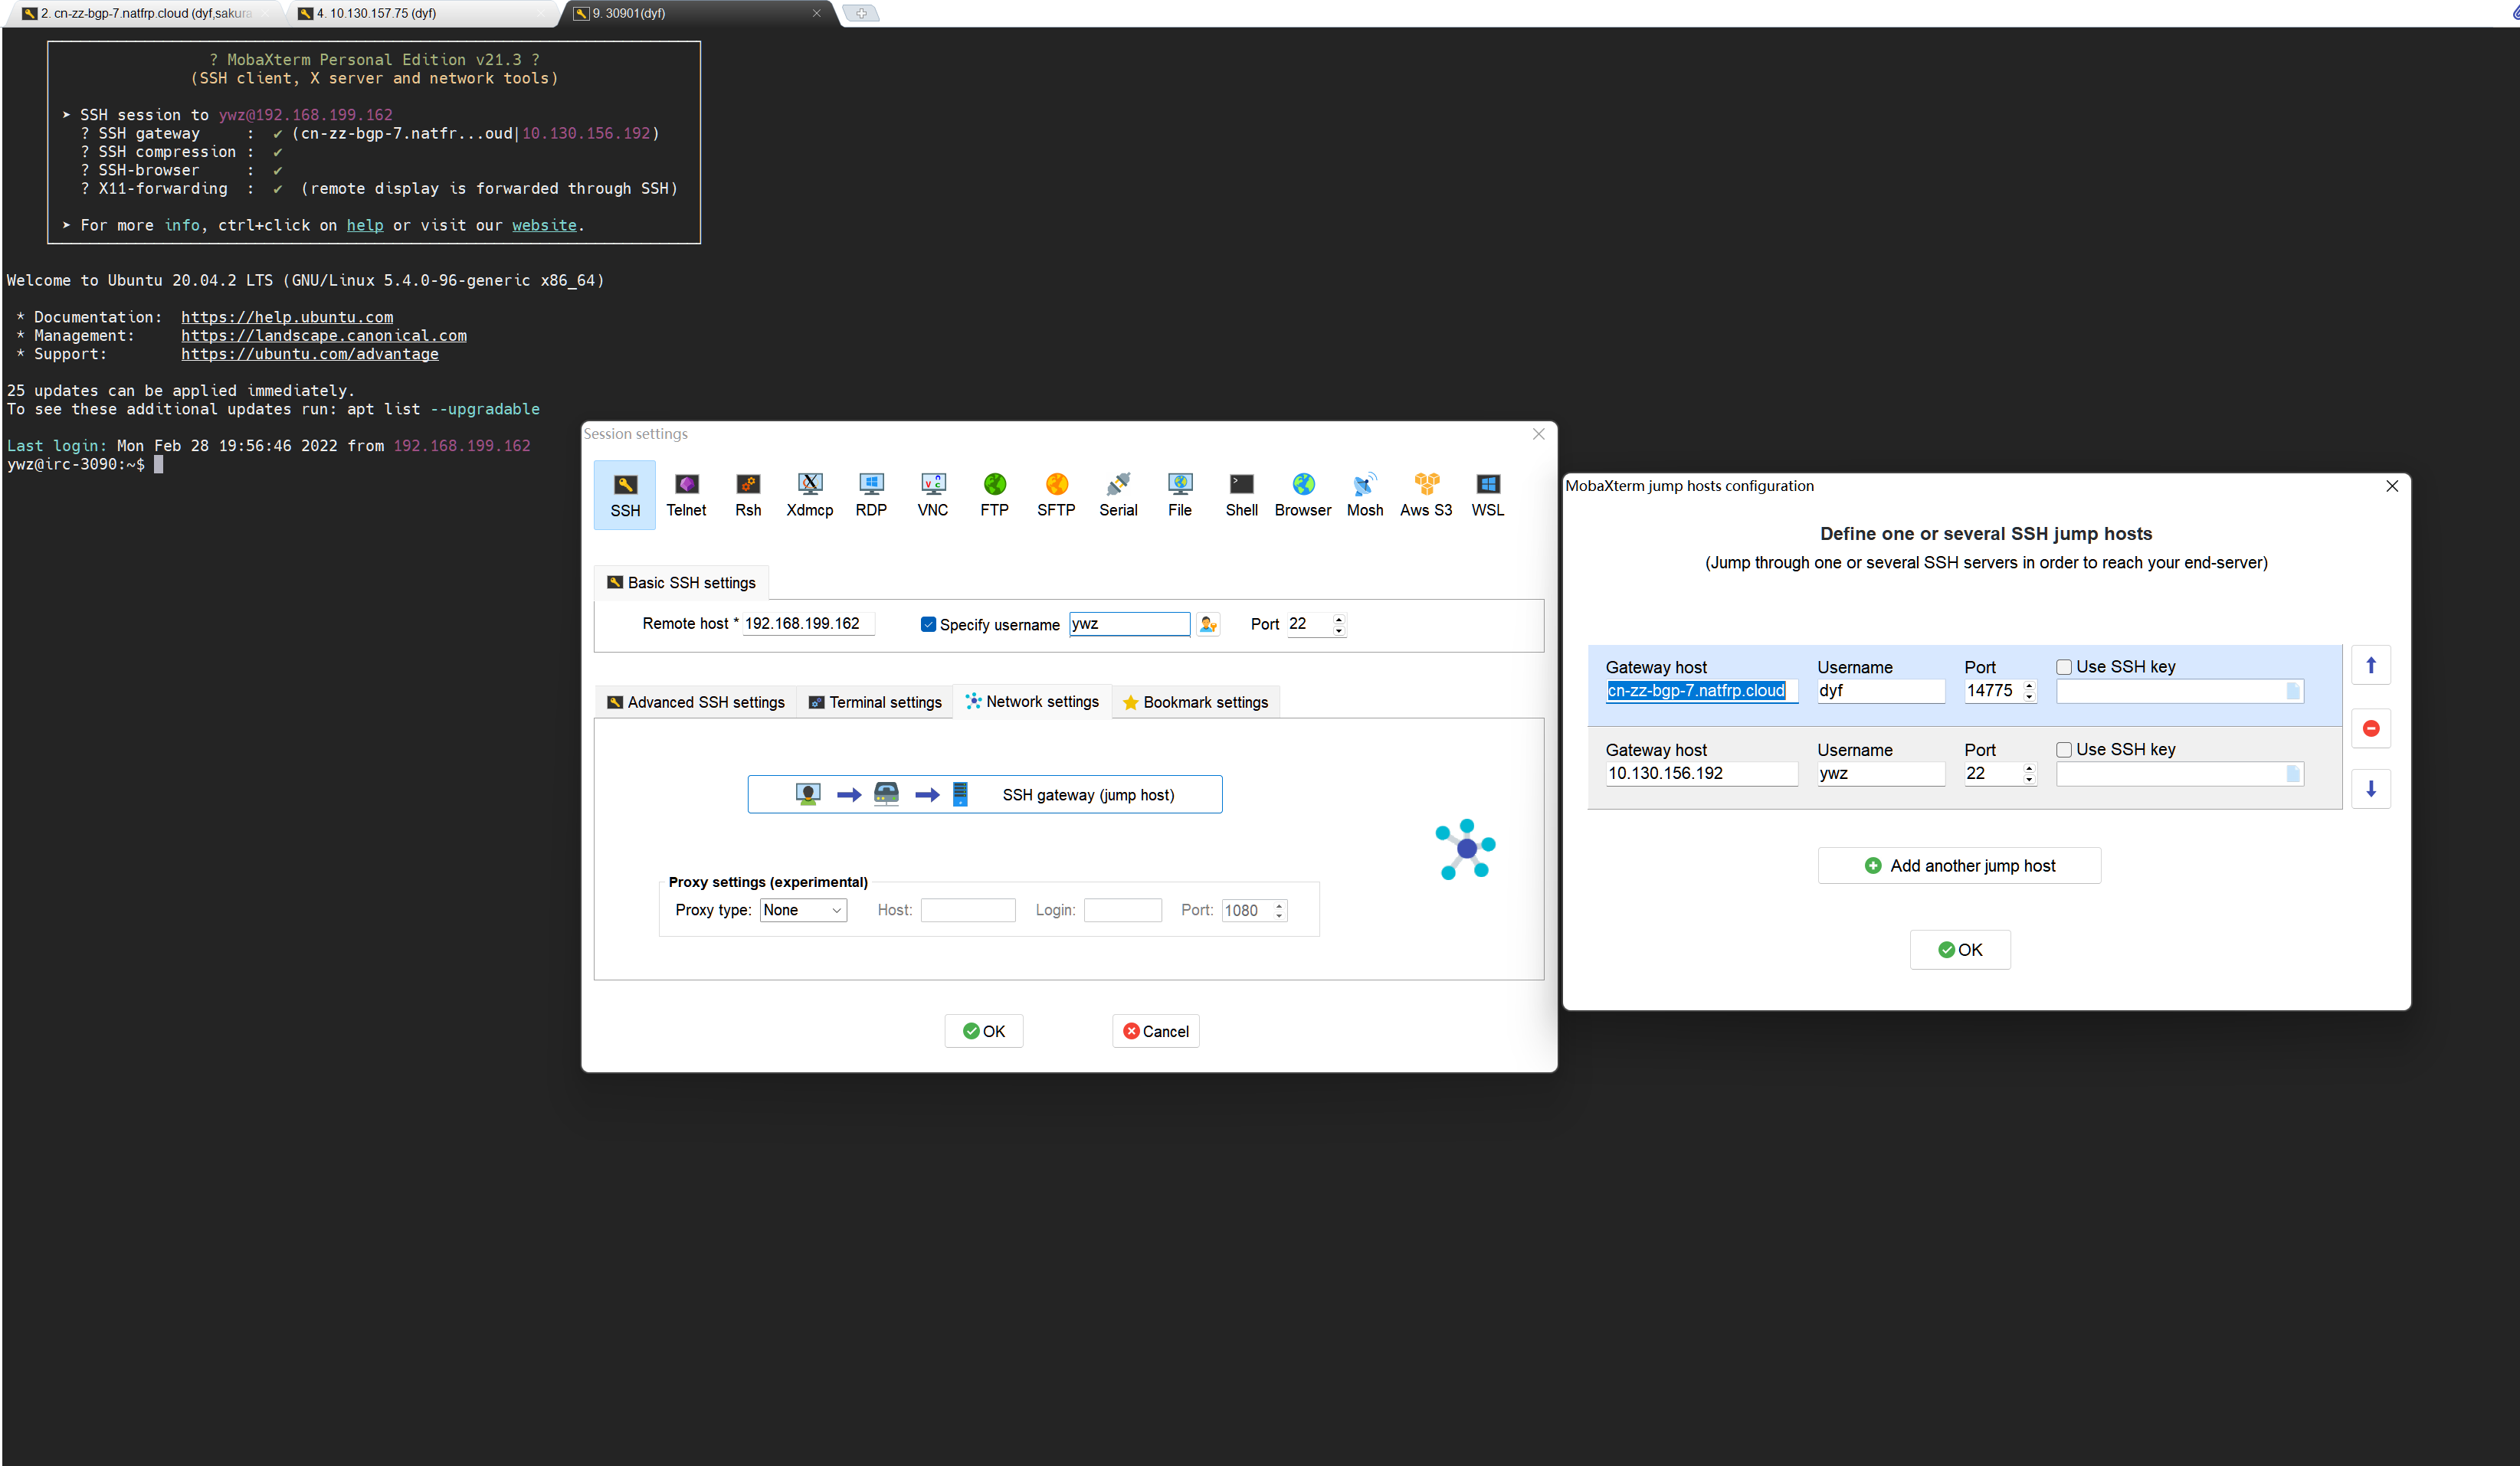 2. cn-zz-bgp-7.natfrp.cloud (dyf,sakura
4. 10.130.157.75 (dyf)
9. 30901(dyf)
? MobaXterm Personal Edition v21.3 ?
(SSH client, X server and network tools)
➤ SSH session to ywz@192.168.199.162
? SSH gateway : ✔ (cn-zz-bgp-7.natfr...oud|10.130.156.192)
? SSH compression : ✔
? SSH-browser : ✔
? X11-forwarding : ✔ (remote display is forwarded through SSH)
➤ For more info, ctrl+click on help or visit our website.
Welcome to Ubuntu 20.04.2 LTS (GNU/Linux 5.4.0-96-generic x86_64)
* Documentation: https://help.ubuntu.com
* Management: https://landscape.canonical.com
* Support: https://ubuntu.com/advantage
25 updates can be applied immediately.
To see these additional updates run: apt list --upgradable
Last login: Mon Feb 28 19:56:46 2022 from 192.168.199.162
ywz@irc-3090:~$
Session settings
SSH Telnet Rsh Xdmcp RDP VNC FTP SFTP Serial File Shell Browser Mosh Aws S3 WSL
Basic SSH settings
Remote host * 192.168.199.162 Specify username ywz Port 22
Advanced SSH settings Terminal settings Network settings Bookmark settings
SSH gateway (jump host)
Proxy settings (experimental)
Proxy type: None Host: Login: Port: 1080
OK Cancel
MobaXterm jump hosts configuration
Define one or several SSH jump hosts
(Jump through one or several SSH servers in order to reach your end-server)
Gateway host Username Port Use SSH key
cn-zz-bgp-7.natfrp.cloud dyf 14775
Gateway host Username Port Use SSH key
10.130.156.192 ywz 22
Add another jump host
OK